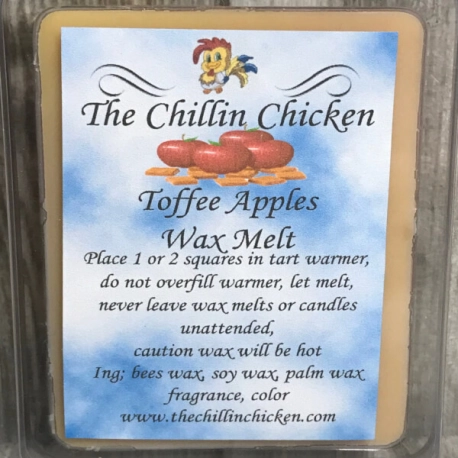 The Chillin Chicken
Toffee Apples
Wax Melt
Place 1 or 2 squares in tart warmer,
do not overfill warmer, let melt,
never leave wax melts or candles
unattended,
caution wax will be hot
Ing; bees wax, soy wax, palm wax
fragrance, color
www.thechillinchicken.com